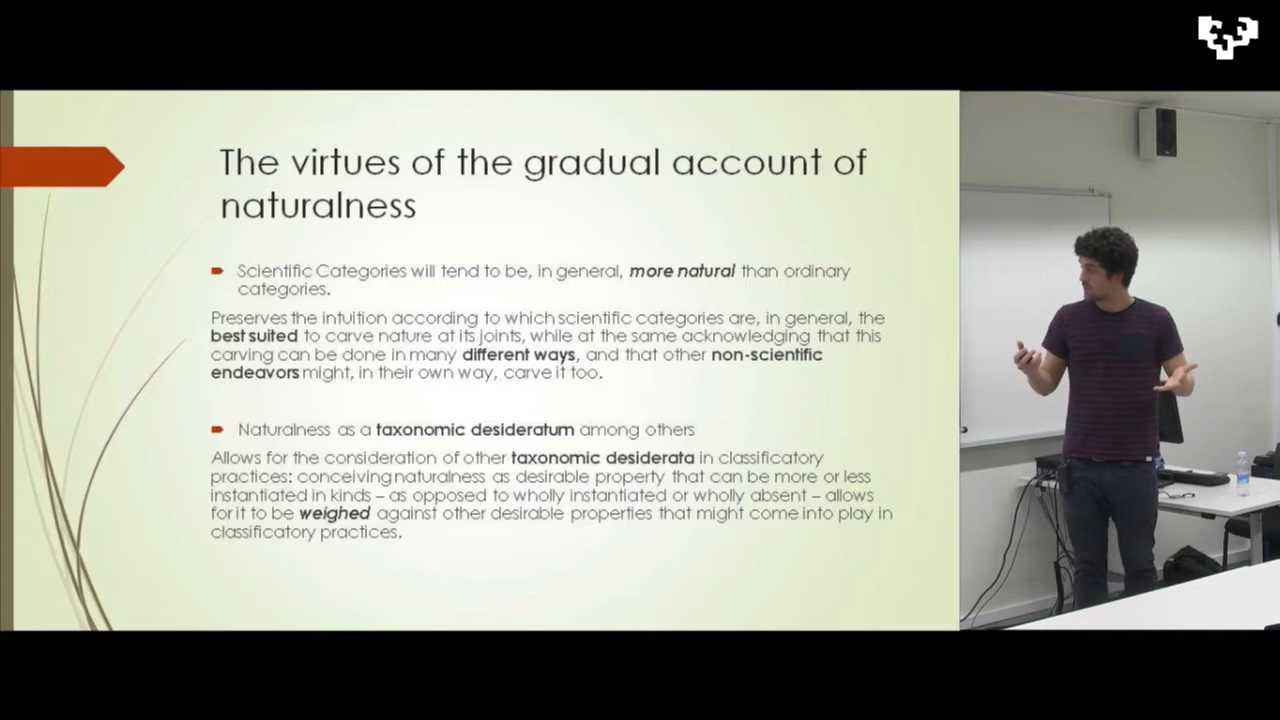 The virtues of the gradual account of
naturalness
Scientific Categories will tend to be, in general, more natural than ordinary
categories.
Preserves the intuition according to which scientific categories are, in general, the
best suited to carve nature at its joints, while at the same acknowledging that this
carving can be done in many different ways, and that other non-scientific
endeavors might, in their own way, carve it too.
Naturalness as a taxonomic desideratum among others
Allows for the consideration of other taxonomic desiderata in classificatory
practices: conceiving naturalness as desirable property that can be more or less
instantiated in kinds – as opposed to wholly instantiated or wholly absent – allows
for it to be weighed against other desirable properties that might come into play in
classificatory practices.